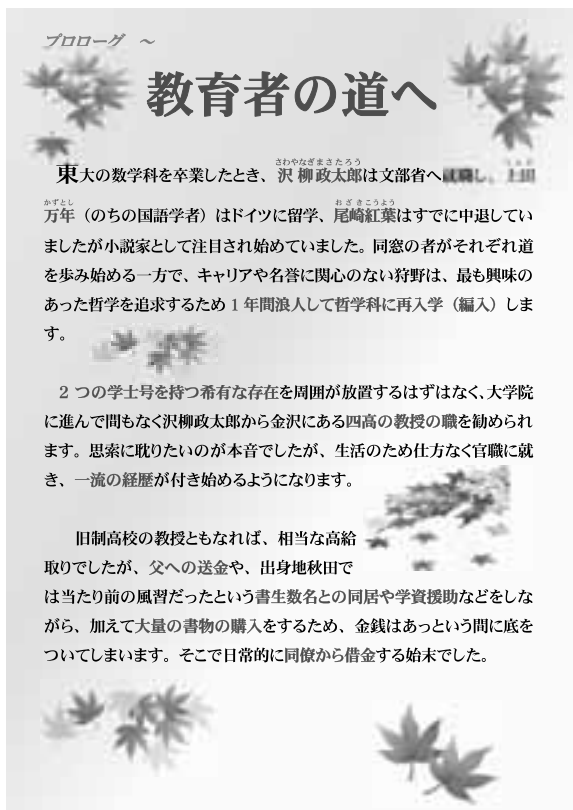 プロローグ　～
教育者の道へ
東大の数学科を卒業したとき、沢柳政太郎は文部省へ就職し、上田
万年（のちの国語学者）はドイツに留学、尾崎紅葉はすでに中退してい
ましたが小説家として注目され始めていました。同窓の者がそれぞれ道
を歩み始める一方で、キャリアや名誉に関心のない狩野は、最も興味の
あった哲学を追求するため1年間浪人して哲学科に再入学（編入）しま
す。
2つの学士号を持つ希有な存在を周囲が放置するはずはなく、大学院
に進んで間もなく沢柳政太郎から金沢にある四高の教授の職を勧められ
ます。思索に耽りたいのが本音でしたが、生活のため仕方なく官職に就
き、一流の経歴が付き始めるようになります。
旧制高校の教授ともなれば、相当な高給
取りでしたが、父への送金や、出身地秋田で
は当たり前の風習だったという書生数名との同居や学資援助などをしな
がら、加えて大量の書物の購入をするため、金銭はあっという間に底を
ついてしまいます。そこで日常的に同僚から借金する始末でした。